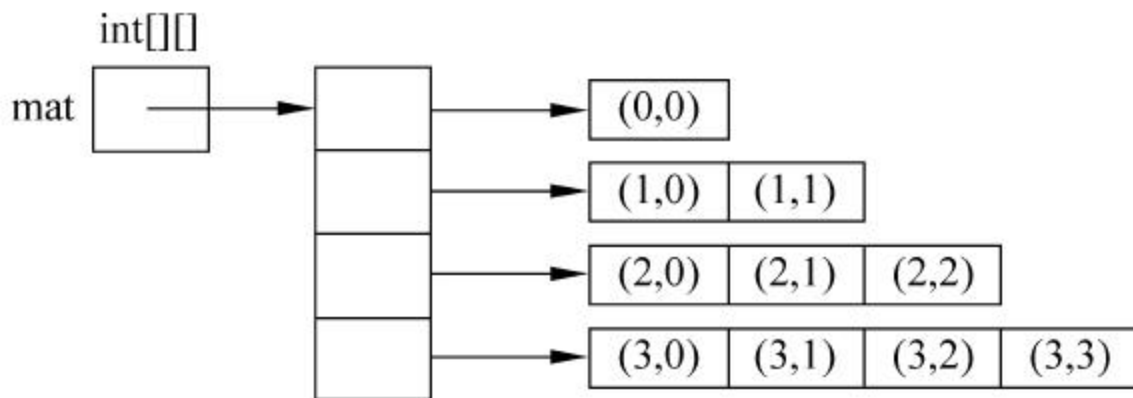 int[][]
mat
(0,0)
(1,0) (1,1)
(2,0) (2,1) (2,2)
(3,0) (3,1) (3,2) (3,3)